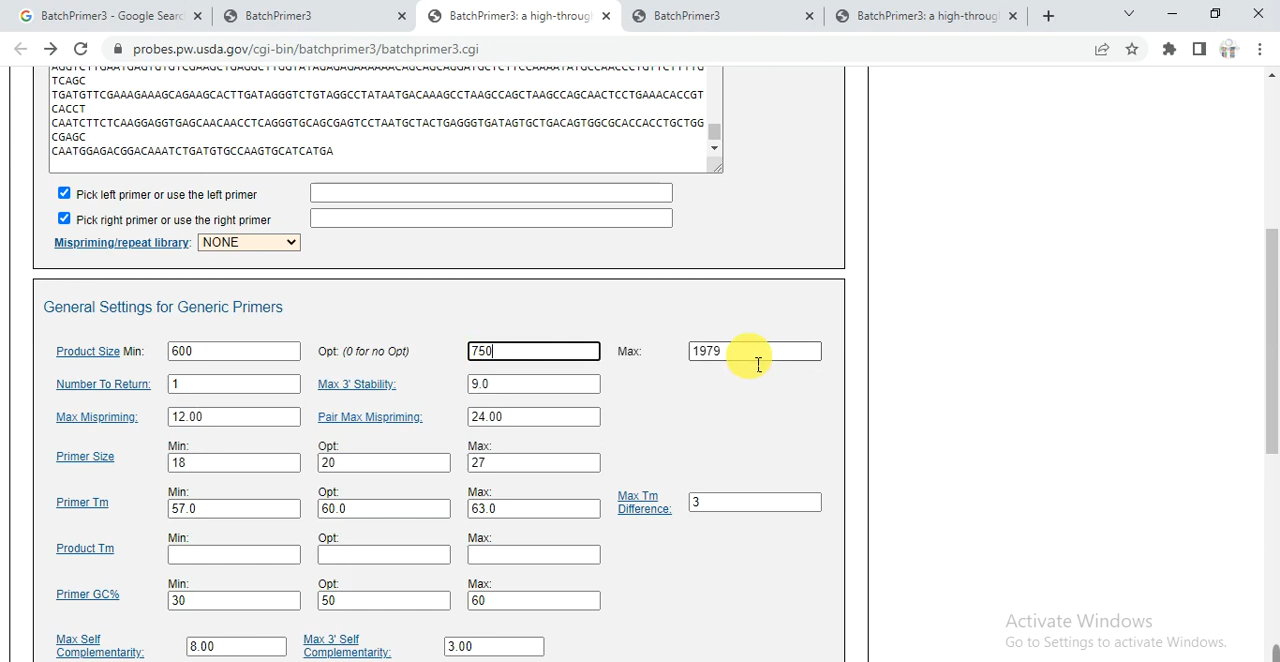 BatchPrimer3 - Google Searc
BatchPrimer3
BatchPrimer3: a high-throug
BatchPrimer3
BatchPrimer3: a high-throug
probes.pw.usda.gov/cgi-bin/batchprimer3/batchprimer3.cgi
TCAGC
TGATGTTCGAAAGAAAGCAGAAGCACTTGATAGGGTCTGTAGGCCTATAATGACAAAGCCTAAGCCAGCTAAGCCAGCAACTCCTGAAACACCGT
CACCT
CAATCTTCTCAAGGAGGTGAGCAACAACCTCAGGGTGCAGCGAGTCCTAATGCTACTGAGGGTGATAGTGCTGACAGTGGCGCACCACCTGCTGG
CGAGC
CAATGGAGACGGACAAATCTGATGTGCCAAGTGCATCATGA
Pick left primer or use the left primer
Pick right primer or use the right primer
Mispriming/repeat library: NONE
General Settings for Generic Primers
Product Size Min: 600 Opt: (0 for no Opt) 750 Max: 1979
Number To Return: 1 Max 3' Stability: 9.0
Max Mispriming: 12.00 Pair Max Mispriming: 24.00
Min: Opt: Max:
Primer Size 18 20 27
Min: Opt: Max:
Primer Tm 57.0 60.0 63.0 Max Tm Difference: 3
Min: Opt: Max:
Product Tm
Min: Opt: Max:
Primer GC% 30 50 60
Max Self Complementarity: 8.00 Max 3' Self Complementarity: 3.00
Activate Windows
Go to Settings to activate Windows.